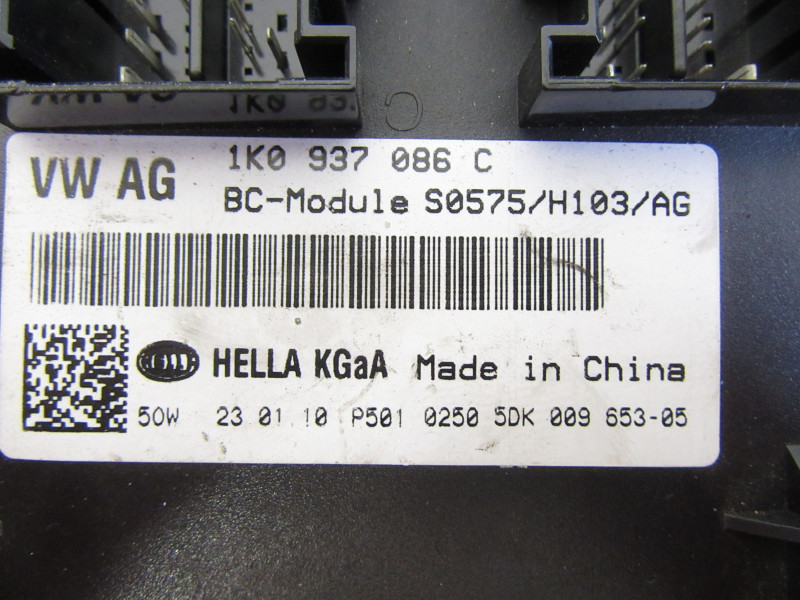 1K0 937 086 C
VW AG
BC-Module S0575/H103/AG
HELLA KGaA Made in China
50W 23 01 10 P501 0250 5DK 009 653-05